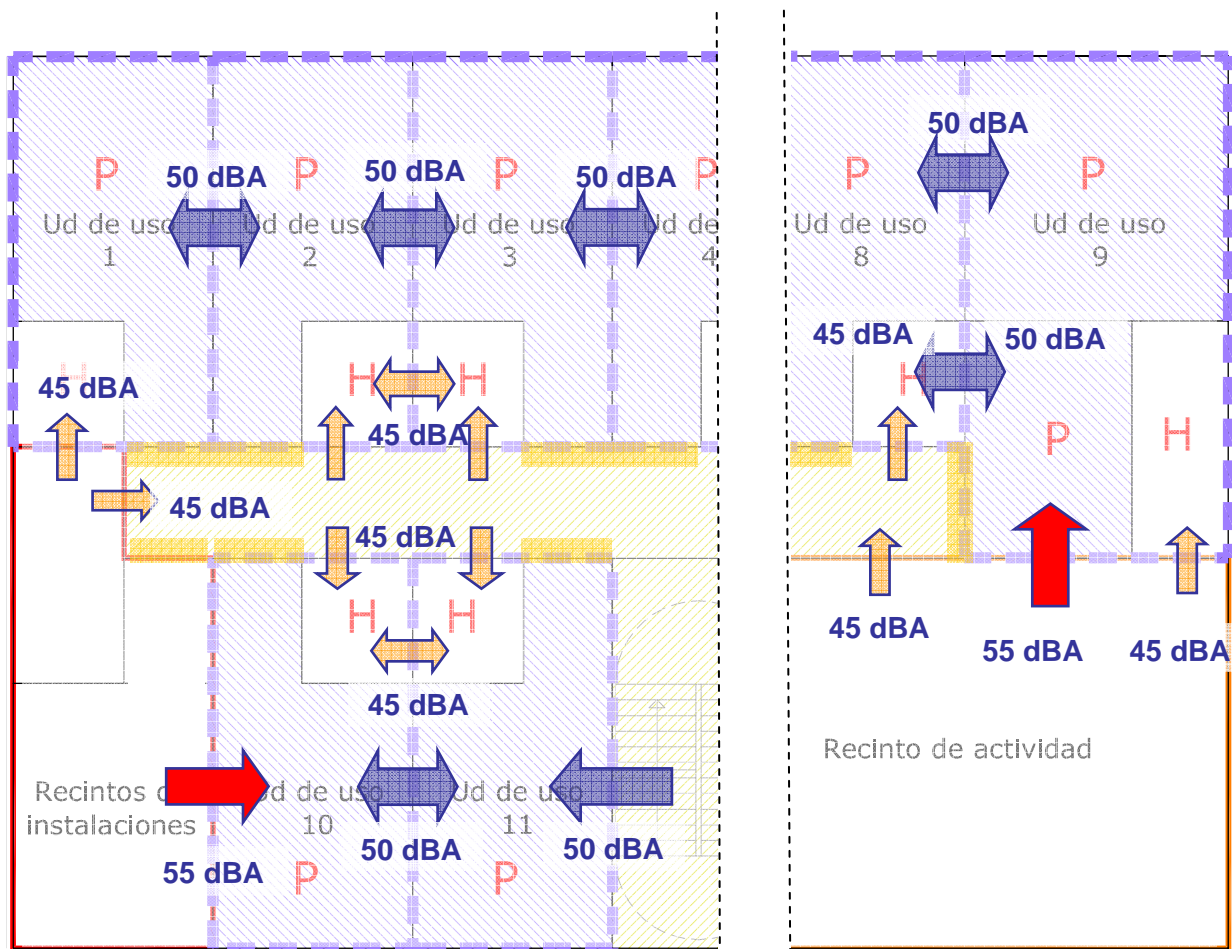 50 dBA
P
P
P
P
P
P
50 dBA
50 dBA
50 dBA
Ud de uso
1
Ud de uso
2
Ud de uso
3
Ud de
4
Ud de uso
8
Ud de uso
9
45 dBA
50 dBA
H
45 dBA
H
H
H
45 dBA
P
H
45 dBA
45 dBA
H
H
45 dBA
55 dBA
45 dBA
45 dBA
Recinto de actividad
Recintos
instalaciones
Ud de uso
10
Ud de uso
11
50 dBA
50 dBA
55 dBA
P
P